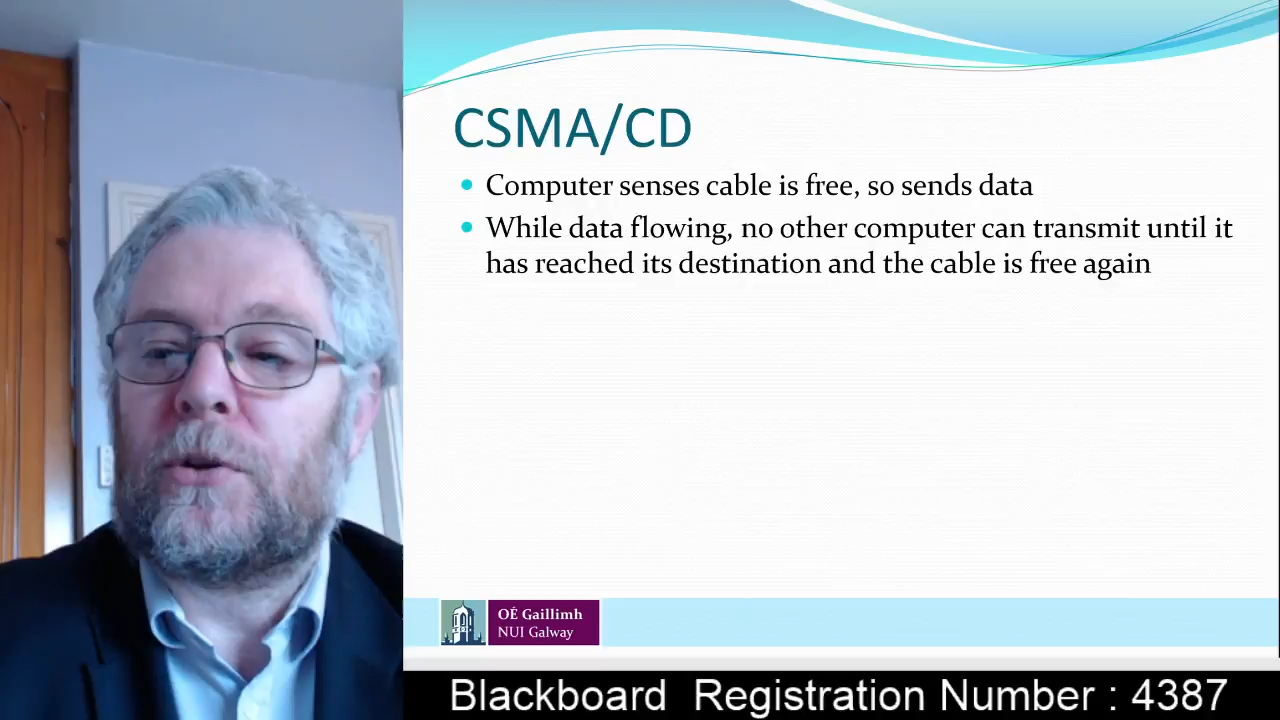 CSMA/CD
Computer senses cable is free, so sends data
While data flowing, no other computer can transmit until it
has reached its destination and the cable is free again
OÉ Gaillimh
NUI Galway
Blackboard Registration Number : 4387